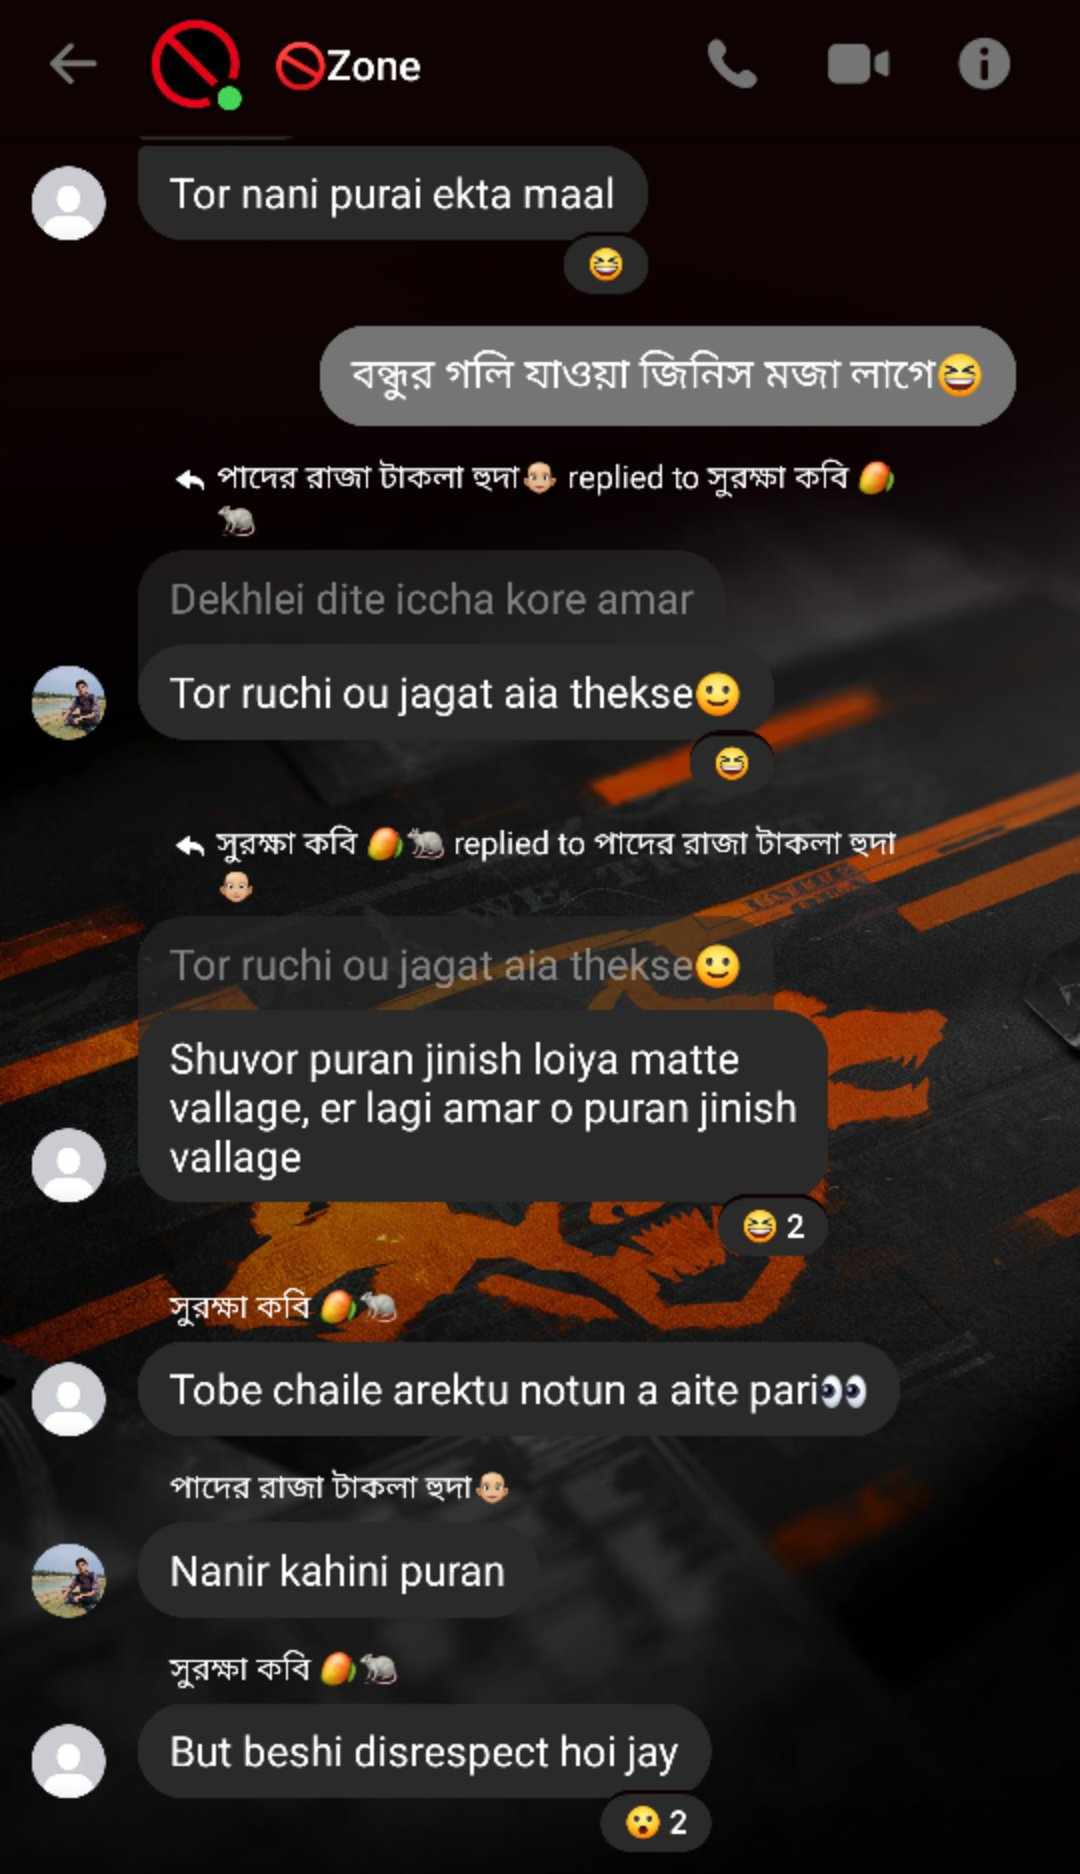 🚫Zone
Tor nani purai ekta maal
😆
বন্ধুর গলি যাওয়া জিনিস মজা লাগে😆
পাদের রাজা টাকলা হুদা👨🏻‍🦲 replied to সুরক্ষা কবি 🥭
🐀
Dekhlei dite iccha kore amar
Tor ruchi ou jagat aia thekse🙂
😆
সুরক্ষা কবি 🥭🐀 replied to পাদের রাজা টাকলা হুদা
👨🏻‍🦲
Tor ruchi ou jagat aia thekse🙂
Shuvor puran jinish loiya matte
vallage, er lagi amar o puran jinish
vallage
😆 2
সুরক্ষা কবি 🥭🐀
Tobe chaile arektu notun a aite pari👀
পাদের রাজা টাকলা হুদা👨🏻‍🦲
Nanir kahini puran
সুরক্ষা কবি 🥭🐀
But beshi disrespect hoi jay
😮 2